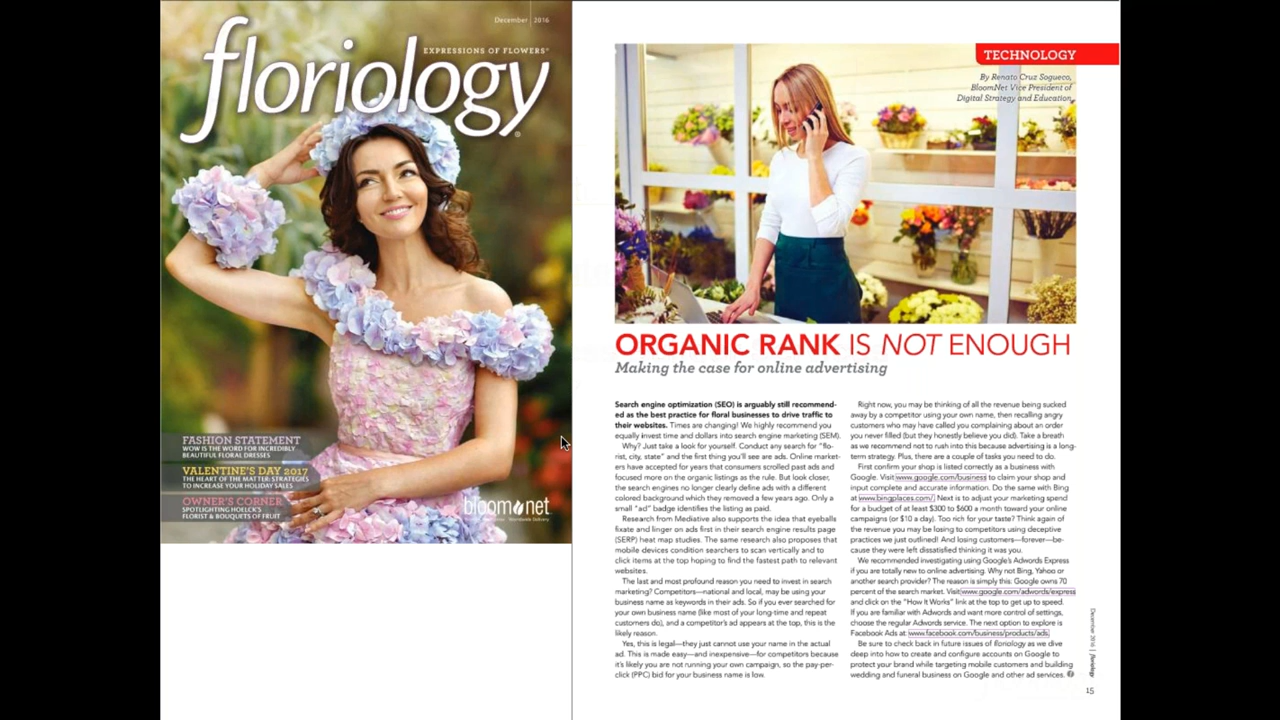 December | 2016
EXPRESSIONS OF FLOWERS®
floriology®
FASHION STATEMENT
WOW IS THE WORD FOR INCREDIBLY
BEAUTIFUL FLORAL DRESSES
VALENTINE'S DAY 2017
THE HEART OF THE MATTER: STRATEGIES
TO INCREASE YOUR HOLIDAY SALES
OWNER'S CORNER
SPOTLIGHTING HOELCK'S
FLORIST & BOUQUETS OF FRUIT
bloomnet
Worldwide Delivery
TECHNOLOGY
By Renato Cruz Sogueco,
BloomNet Vice President of
Digital Strategy and Education
ORGANIC RANK IS NOT ENOUGH
Making the case for online advertising
Search engine optimization (SEO) is arguably still recommend-
ed as the best practice for floral businesses to drive traffic to
their websites. Times are changing! We highly recommend you
equally invest time and dollars into search engine marketing (SEM).
Why? Just take a look for yourself. Conduct any search for "flo-
rist, city, state" and the first thing you'll see are ads. Online market-
ers have accepted for years that consumers scrolled past ads and
focused more on the organic listings as the rule. But look closer,
the search engines no longer clearly define ads with a different
colored background which they removed a few years ago. Only a
small "ad" badge identifies the listing as paid.
Research from Mediative also supports the idea that eyeballs
fixate and linger on ads first in their search engine results page
(SERP) heat map studies. The same research also proposes that
mobile devices condition searchers to scan vertically and to
click items at the top hoping to find the fastest path to relevant
websites.
The last and most profound reason you need to invest in search
marketing? Competitors—national and local, may be using your
business name as keywords in their ads. So if you ever searched for
your own business name (like most of your long-time and repeat
customers do), and a competitor's ad appears at the top, this is the
likely reason.
Yes, this is legal—they just cannot use your name in the actual
ad. This is made easy—and inexpensive—for competitors because
it's likely you are not running your own campaign, so the pay-per-
click (PPC) bid for your business name is low.
Right now, you may be thinking of all the revenue being sucked
away by a competitor using your own name, then recalling angry
customers who may have called you complaining about an order
you never filled (but they honestly believe you did). Take a breath
as we recommend not to rush into this because advertising is a long-
term strategy. Plus, there are a couple of tasks you need to do.
First confirm your shop is listed correctly as a business with
Google. Visit www.google.com/business to claim your shop and
input complete and accurate information. Do the same with Bing
at www.bingplaces.com/. Next is to adjust your marketing spend
for a budget of at least $300 to $600 a month toward your online
campaigns (or $10 a day). Too rich for your taste? Think again of
the revenue you may be losing to competitors using deceptive
practices we just outlined! And losing customers—forever—be-
cause they were left dissatisfied thinking it was you.
We recommended investigating using Google's Adwords Express
if you are totally new to online advertising. Why not Bing, Yahoo or
another search provider? The reason is simply this: Google owns 70
percent of the search market. Visit www.google.com/adwords/express
and click on the "How It Works" link at the top to get up to speed.
If you are familiar with Adwords and want more control of settings,
choose the regular Adwords service. The next option to explore is
Facebook Ads at: www.facebook.com/business/products/ads.
Be sure to check back in future issues of floriology as we dive
deep into how to create and configure accounts on Google to
protect your brand while targeting mobile customers and building
wedding and funeral business on Google and other ad services.
December 2016 | floriology
15